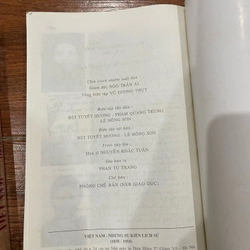 Chịu trách nhiệm xuất bản :
Giám đốc NGÔ TRẦN ÁI
Tổng biên tập VŨ DƯƠNG THỤY
Biên tập lần đầu :
BÙI TUYẾT HƯƠNG - PHẠM QUANG TRUNG
LÊ HỒNG SƠN
Biên tập tái bản :
BÙI TUYẾT HƯƠNG - LÊ HỒNG SƠN
Trình bày bìa :
Họa sĩ NGUYỄN KHẮC TUẤN
Sửa bản in :
PHAN TỰ TRANG
Chế bản :
PHÒNG CHẾ BẢN (NXB GIÁO DỤC)
VIỆT NAM - NHỮNG SỰ KIỆN LỊCH SỬ